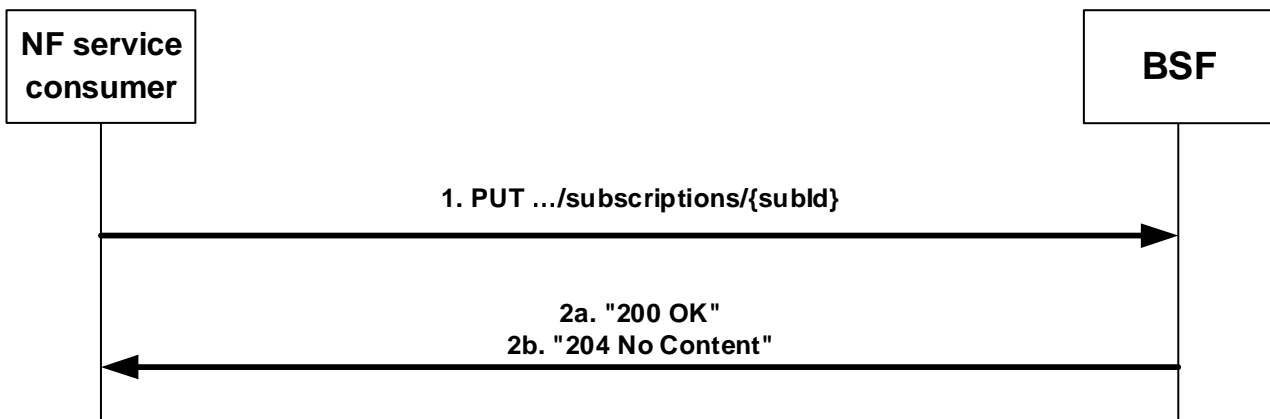 NF service
consumer
BSF
1. PUT .../subscriptions/{subId}
2a. "200 OK"
2b. "204 No Content"